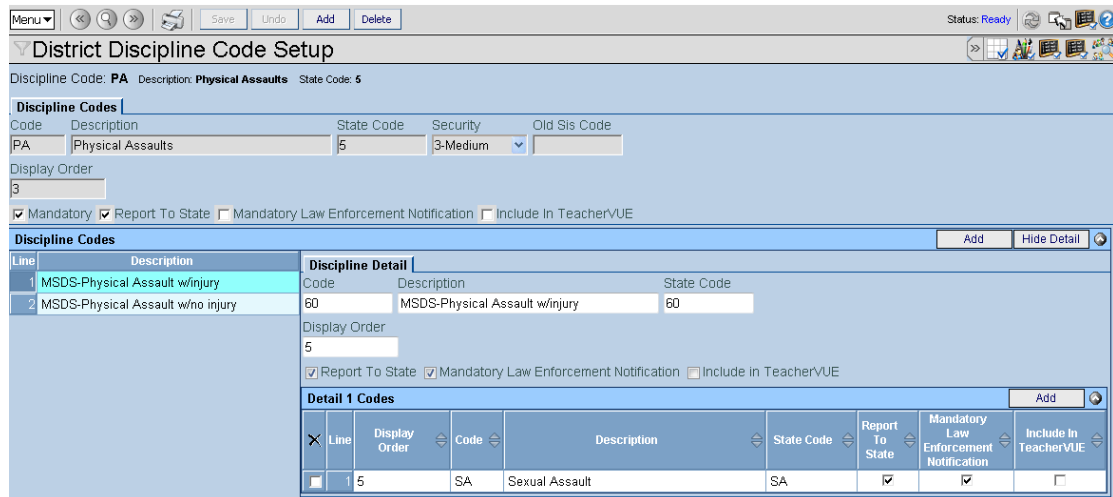 Menu Save Undo Add Delete Status: Ready
District Discipline Code Setup
Discipline Code: PA Description: Physical Assaults State Code: 5
Discipline Codes
Code Description State Code Security Old Sis Code
PA Physical Assaults 5 3-Medium
Display Order
3
Mandatory Report To State Mandatory Law Enforcement Notification Include In TeacherVUE
Discipline Codes Add Hide Detail
Line Description
1 MSDS-Physical Assault w/injury
2 MSDS-Physical Assault w/no injury
Discipline Detail
Code Description State Code
60 MSDS-Physical Assault w/injury 60
Display Order
5
Report To State Mandatory Law Enforcement Notification Include in TeacherVUE
Detail 1 Codes Add
Line Display Order Code Description State Code Report To State Mandatory Law Enforcement Notification Include In TeacherVUE
1 5 SA Sexual Assault SA